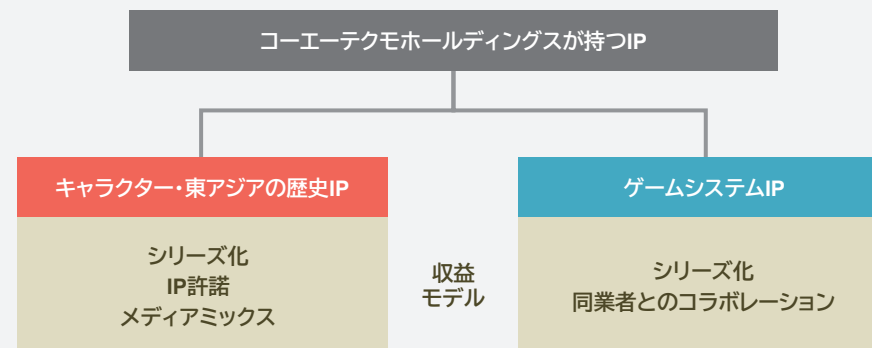 コーエーテクモホールディングスが持つIP
キャラクター・東アジアの歴史IP
シリーズ化
IP許諾
メディアミックス
収益
モデル
ゲームシステムIP
シリーズ化
同業者とのコラボレーション